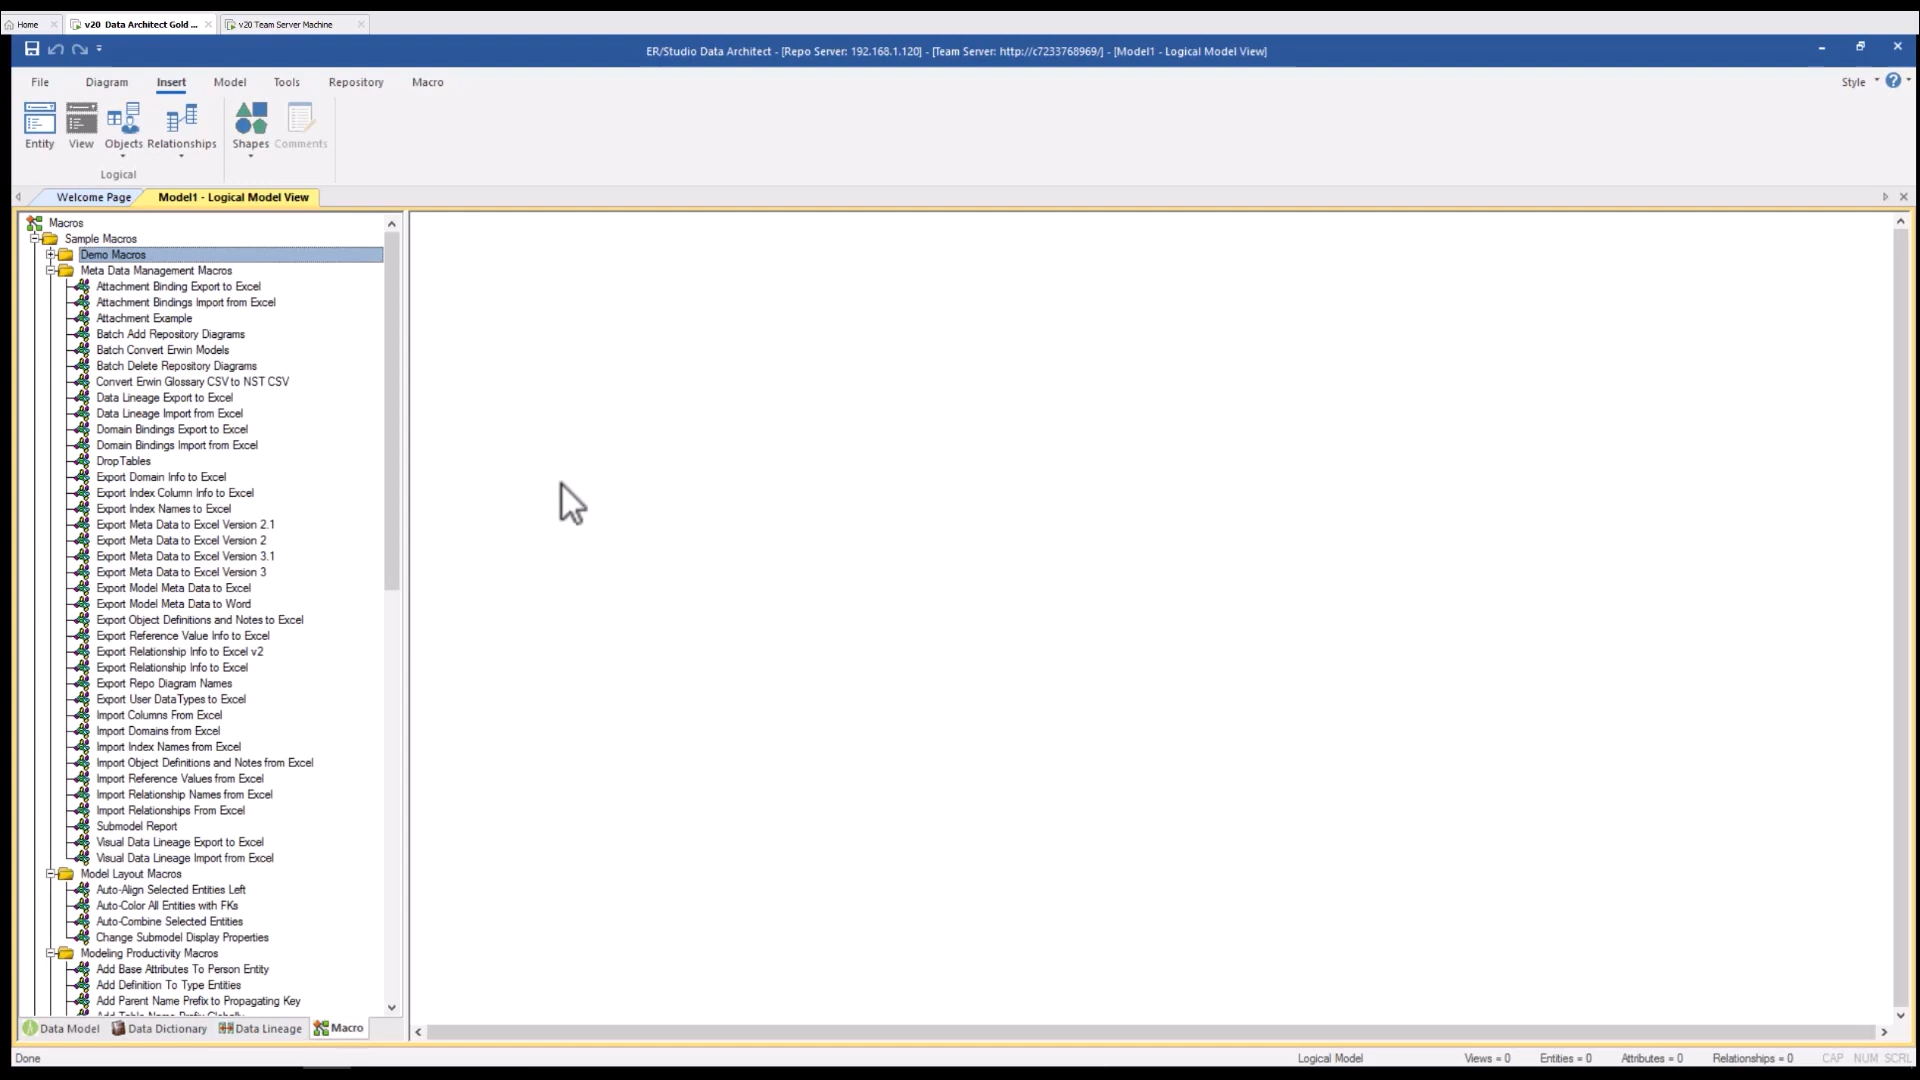 Home
v20 Data Architect Gold ...
v20 Team Server Machine
ER/Studio Data Architect - [Repo Server: 192.168.1.120] - [Team Server: http://c7233768969/] - [Model1 - Logical Model View]
File Diagram Insert Model Tools Repository Macro
Style
Entity View Objects Relationships Shapes Comments
Logical
Welcome Page
Model1 - Logical Model View
Macros
Sample Macros
Demo Macros
Meta Data Management Macros
Attachment Binding Export to Excel
Attachment Bindings Import from Excel
Attachment Example
Batch Add Repository Diagrams
Batch Convert Erwin Models
Batch Delete Repository Diagrams
Convert Erwin Glossary CSV to NST CSV
Data Lineage Export to Excel
Data Lineage Import from Excel
Domain Bindings Export to Excel
Domain Bindings Import from Excel
DropTables
Export Domain Info to Excel
Export Index Column Info to Excel
Export Index Names to Excel
Export Meta Data to Excel Version 2.1
Export Meta Data to Excel Version 2
Export Meta Data to Excel Version 3.1
Export Meta Data to Excel Version 3
Export Model Meta Data to Excel
Export Model Meta Data to Word
Export Object Definitions and Notes to Excel
Export Reference Value Info to Excel
Export Relationship Info to Excel v2
Export Relationship Info to Excel
Export Repo Diagram Names
Export User DataTypes to Excel
Import Columns From Excel
Import Domains from Excel
Import Index Names from Excel
Import Object Definitions and Notes from Excel
Import Reference Values from Excel
Import Relationship Names from Excel
Import Relationships From Excel
Submodel Report
Visual Data Lineage Export to Excel
Visual Data Lineage Import from Excel
Model Layout Macros
Auto-Align Selected Entities Left
Auto-Color All Entities with FKs
Auto-Combine Selected Entities
Change Submodel Display Properties
Modeling Productivity Macros
Add Base Attributes To Person Entity
Add Definition To Type Entities
Add Parent Name Prefix to Propagating Key
Add Table Name Prefix Globally
Data Model Data Dictionary Data Lineage Macro
Done
Logical Model Views = 0 Entities = 0 Attributes = 0 Relationships = 0 CAP NUM SCRL